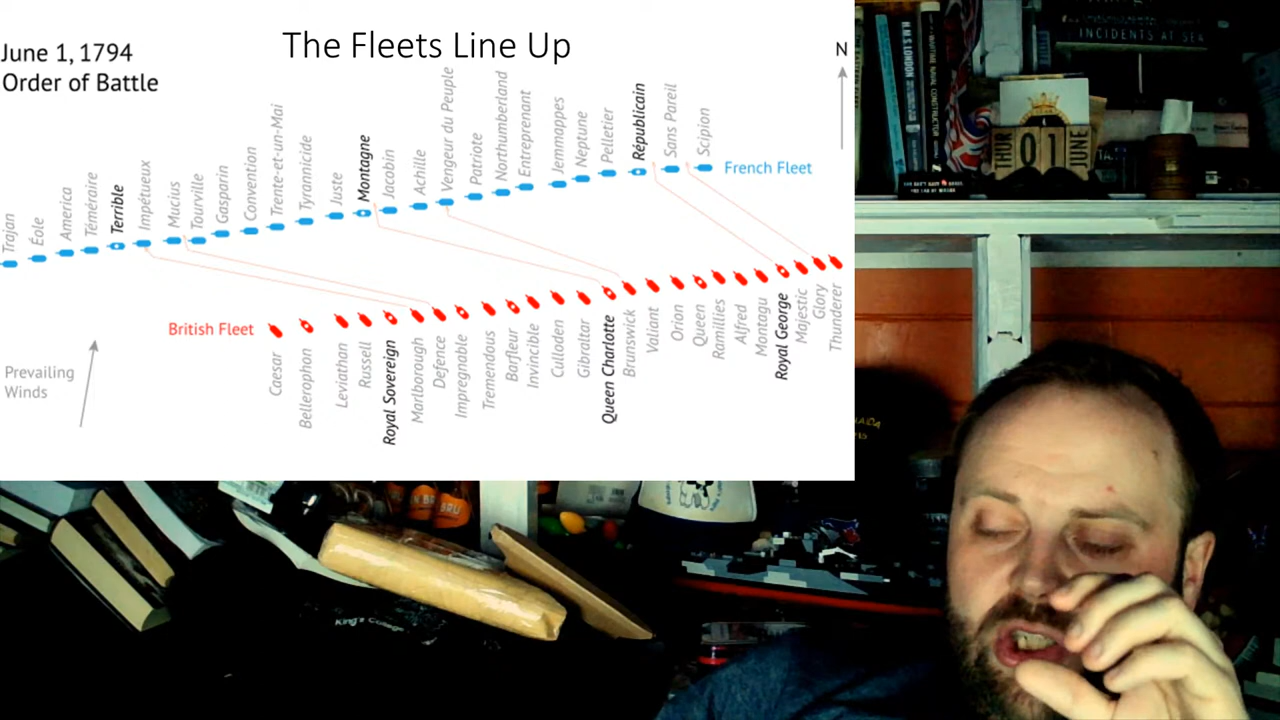 June 1, 1794
Order of Battle
The Fleets Line Up
N
Trajan
Éole
America
Téméraire
Terrible
Impétueux
Mucius
Tourville
Gasparin
Convention
Trente-et-un-Mai
Tyrannicide
Juste
Montagne
Jacobin
Achille
Vengeur du Peuple
Patriote
Northumberland
Entreprenant
Jemmappes
Neptune
Pelletier
Républicain
Sans Pareil
Scipion
French Fleet
British Fleet
Caesar
Bellerophon
Leviathan
Russell
Royal Sovereign
Marlborough
Defence
Impregnable
Tremendous
Barfleur
Invincible
Culloden
Gibraltar
Queen Charlotte
Brunswick
Valiant
Orion
Queen
Ramillies
Alfred
Montagu
Royal George
Majestic
Glory
Thunderer
Prevailing
Winds
INCIDENTS AT SEA
H.M.S LONDON
THUR 01 JUNE
BRU
King's College